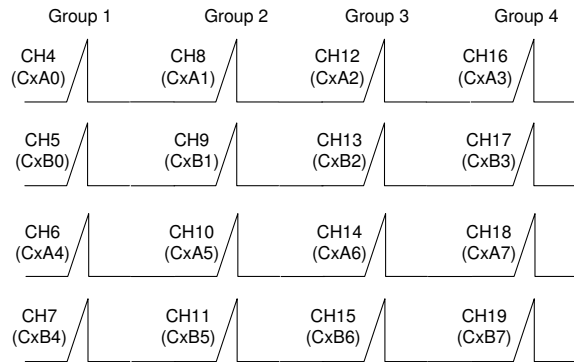 Group 1 Group 2 Group 3 Group 4
CH4 CH8 CH12 CH16
(CxA0) (CxA1) (CxA2) (CxA3)
CH5 CH9 CH13 CH17
(CxB0) (CxB1) (CxB2) (CxB3)
CH6 CH10 CH14 CH18
(CxA4) (CxA5) (CxA6) (CxA7)
CH7 CH11 CH15 CH19
(CxB4) (CxB5) (CxB6) (CxB7)